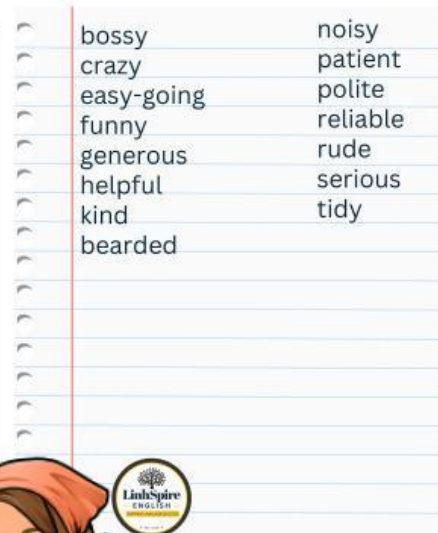 bossy
crazy
easy-going
funny
generous
helpful
kind
bearded
noisy
patient
polite
reliable
rude
serious
tidy
LinhSpire
ENGLISH